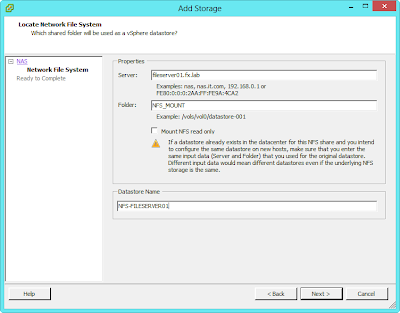 Add Storage
Locate Network File System
Which shared folder will be used as a vSphere datastore?
NAS
Network File System
Ready to Complete
Properties
Server:
fileserver01.fx.lab
Examples: nas, nas.it.com, 192.168.0.1 or
FE80:0:0:0:2AA:FF:FE9A:4CA2
Folder:
NFS_MOUNT
Example: /vols/vol0/datastore-001
Mount NFS read only
If a datastore already exists in the datacenter for this NFS share and you intend
to configure the same datastore on new hosts, make sure that you enter the
same input data (Server and Folder) that you used for the original datastore.
Different input data would mean different datastores even if the underlying NFS
storage is the same.
Datastore Name
NFS-FILESERVER01
Help
< Back
Next >
Cancel